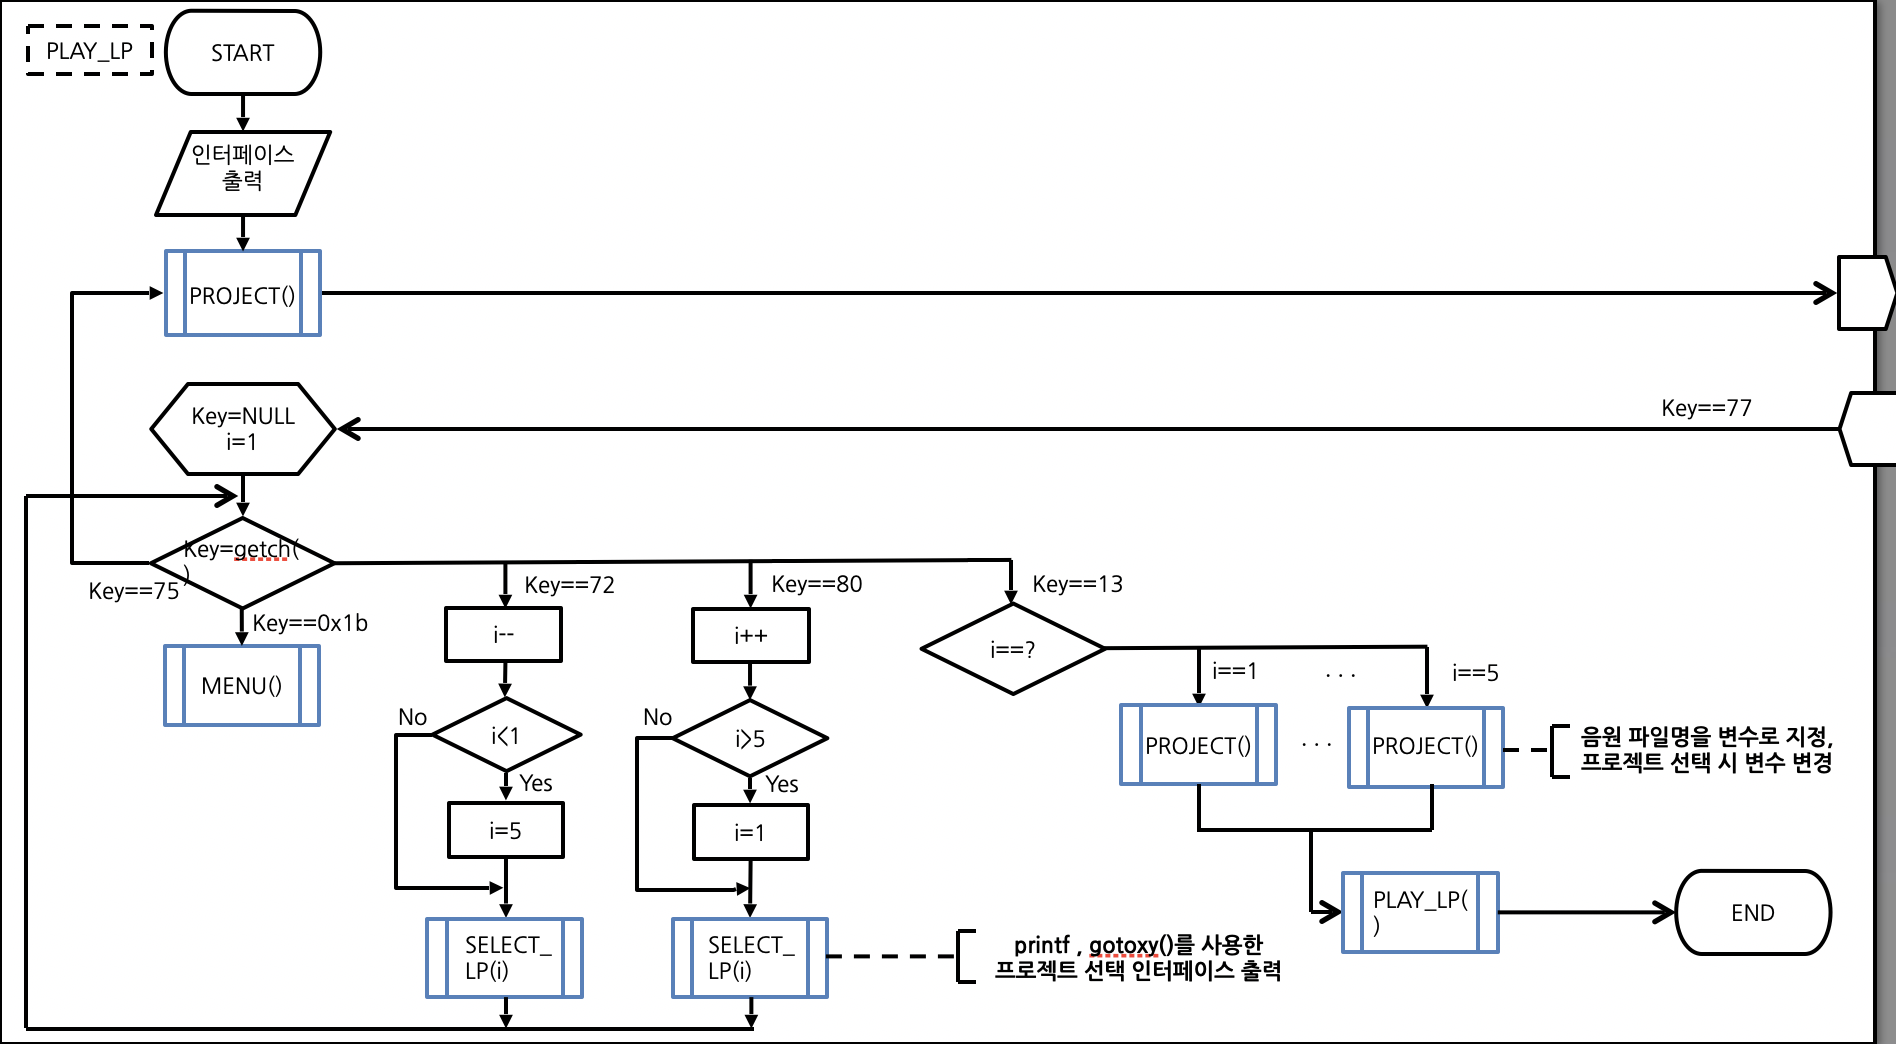 PLAY_LP
START
인터페이스
출력
PROJECT()
Key==77
Key=NULL
i=1
Key=getch(
)
Key==75
Key==0x1b
MENU()
Key==72
i--
No
i<1
Yes
i=5
SELECT_
LP(i)
Key==80
i++
No
i>5
Yes
i=1
SELECT_
LP(i)
printf , gotoxy()를 사용한
프로젝트 선택 인터페이스 출력
Key==13
i==?
i==1
. . .
i==5
PROJECT()
. . .
PROJECT()
음원 파일명을 변수로 지정,
프로젝트 선택 시 변수 변경
PLAY_LP(
)
END